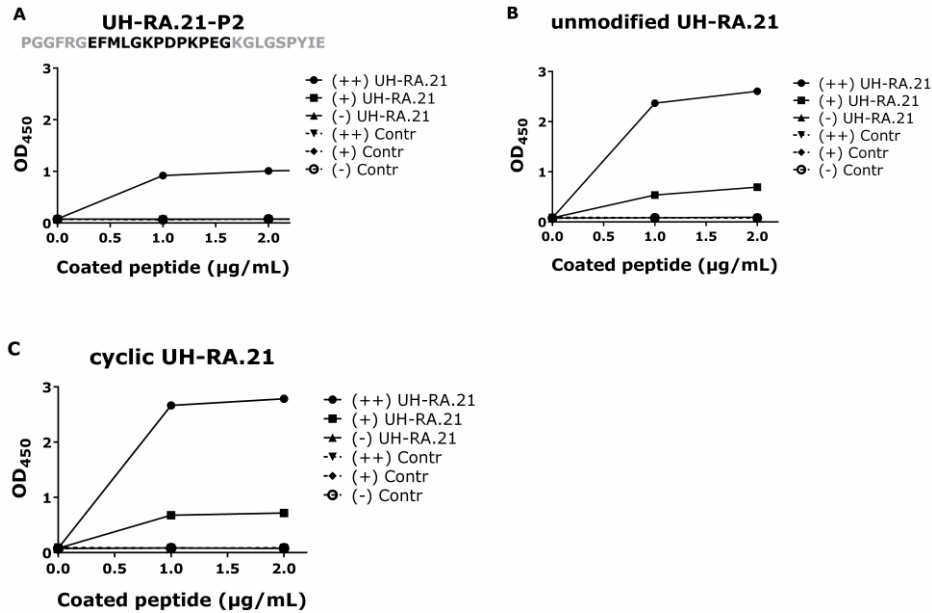 A
UH-RA.21-P2
PGGFRGEFMLGKPDPKPEGKGLGSPYIE
3
2
1
0
OD450
0.0 0.5 1.0 1.5 2.0
Coated peptide (µg/mL)
(++) UH-RA.21
(+) UH-RA.21
(-) UH-RA.21
(++) Contr
(+) Contr
(-) Contr
B
unmodified UH-RA.21
3
2
1
0
OD450
0.0 0.5 1.0 1.5 2.0
Coated peptide (µg/mL)
(++) UH-RA.21
(+) UH-RA.21
(-) UH-RA.21
(++) Contr
(+) Contr
(-) Contr
C
cyclic UH-RA.21
3
2
1
0
OD450
0.0 0.5 1.0 1.5 2.0
Coated peptide (µg/mL)
(++) UH-RA.21
(+) UH-RA.21
(-) UH-RA.21
(++) Contr
(+) Contr
(-) Contr